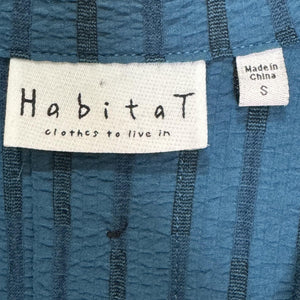 HabitaT
clothes to live in
Made in
China
S